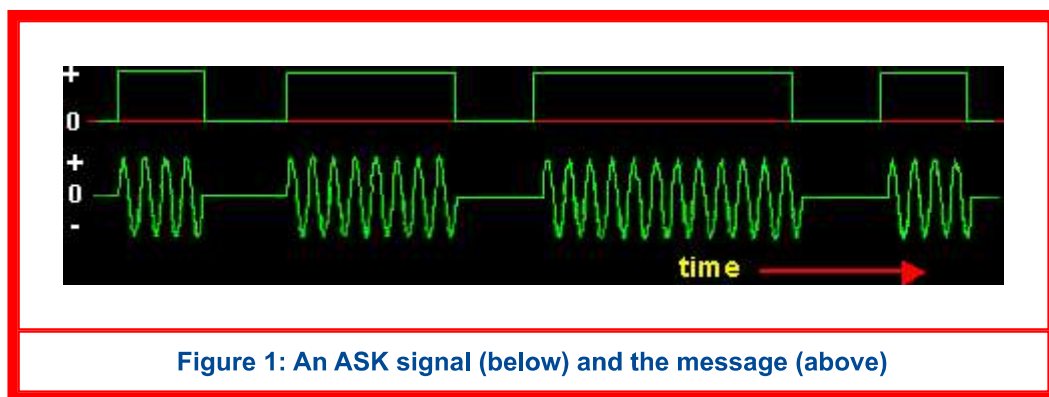 +
0
+
0
-
time
Figure 1: An ASK signal (below) and the message (above)